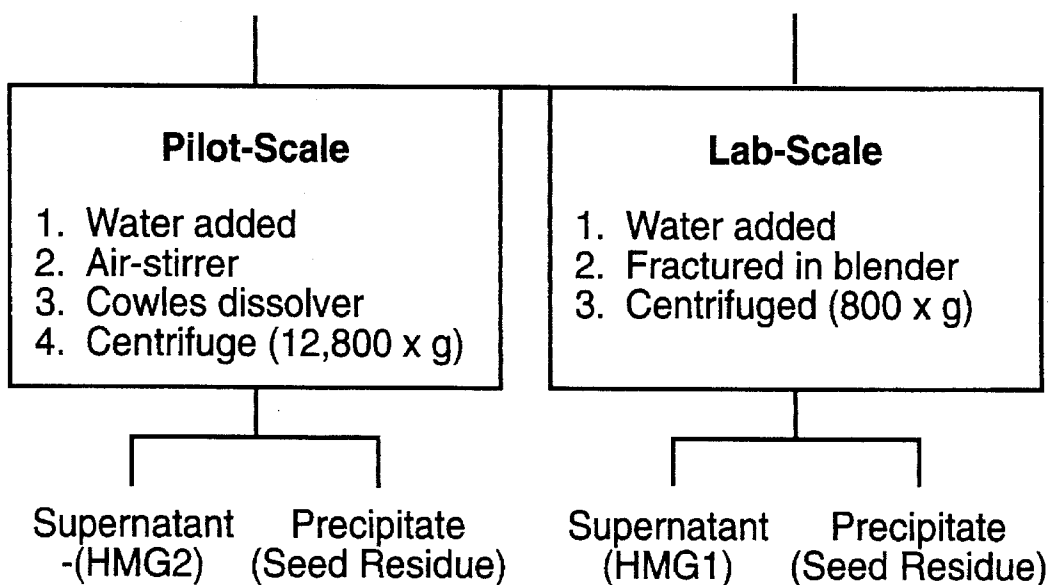 Pilot-Scale
1. Water added
2. Air-stirrer
3. Cowles dissolver
4. Centrifuge (12,800 x g)
Lab-Scale
1. Water added
2. Fractured in blender
3. Centrifuged (800 x g)
Supernatant
-(HMG2)
Precipitate
(Seed Residue)
Supernatant
(HMG1)
Precipitate
(Seed Residue)